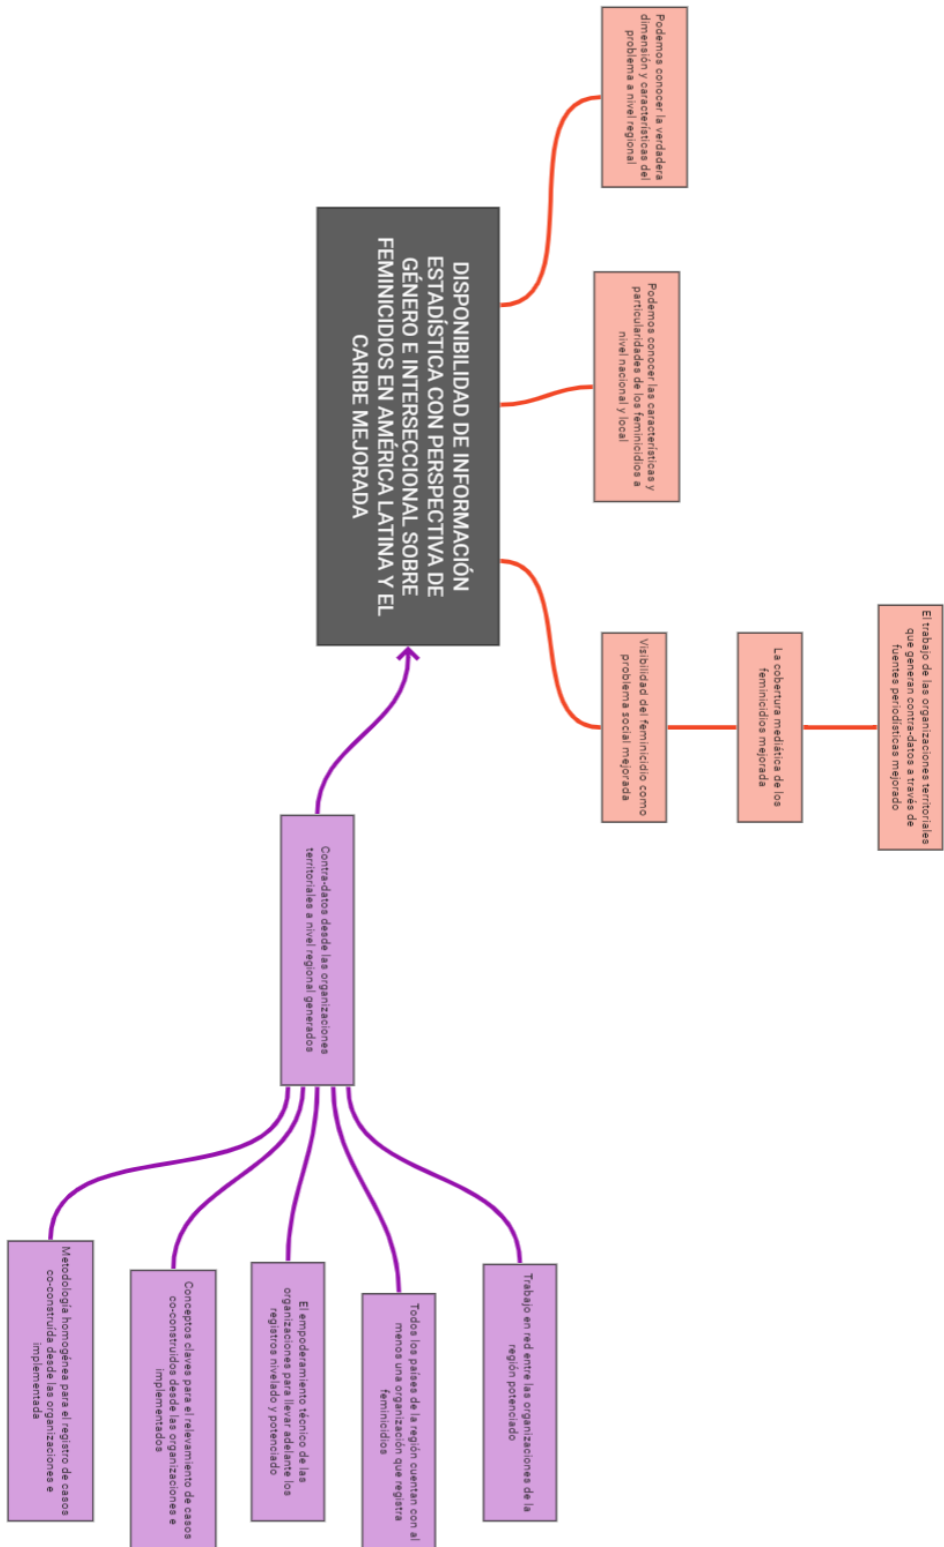 El trabajo de las organizaciones territoriales
que generan contra-datos a través de
fuentes periodísticas mejorado
La cobertura mediática de los
feminicidios mejorada
Podemos conocer la verdadera
dimensión y características del
problema a nivel regional
Podemos conocer las características y
particularidades de los feminicidios a
nivel nacional y local
Visibilidad del feminicidio como
problema social mejorada
DISPONIBILIDAD DE INFORMACIÓN
ESTADÍSTICA CON PERSPECTIVA DE
GÉNERO E INTERSECCIONAL SOBRE
FEMINICIDIOS EN AMÉRICA LATINA Y EL
CARIBE MEJORADA
Contra-datos desde las organizaciones
territoriales a nivel regional generados
Trabajo en red entre las organizaciones de la
región potenciado
Todos los países de la región cuentan con al
menos una organización que registra
feminicidios
El empoderamiento técnico de las
organizaciones para llevar adelante los
registros nivelado y potenciado
Conceptos claves para el relevamiento de casos
co-construidos desde las organizaciones e
implementados
Metodología homogénea para el registro de casos
co-construida desde las organizaciones e
implementada